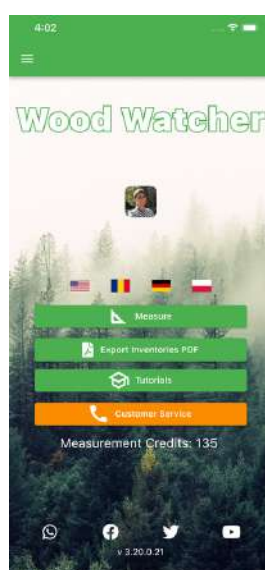 4:02
Wood Watcher
Measure
Export Inventories PDF
Tutorials
Customer Service
Measurement Credits: 135
v 3.20.0.21